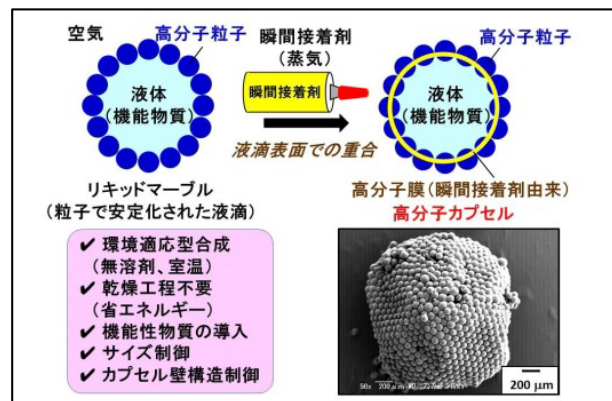 空気
高分子粒子
液体
(機能物質)
リキッドマーブル
(粒子で安定化された液滴)
瞬間接着剤
(蒸気)
瞬間接着剤
液滴表面での重合
高分子粒子
液体
(機能物質)
高分子膜(瞬間接着剤由来)
高分子カプセル
✔ 環境適応型合成
(無溶剤、室温)
✔ 乾燥工程不要
(省エネルギー)
✔ 機能性物質の導入
✔ サイズ制御
✔ カプセル壁構造制御
200 μm